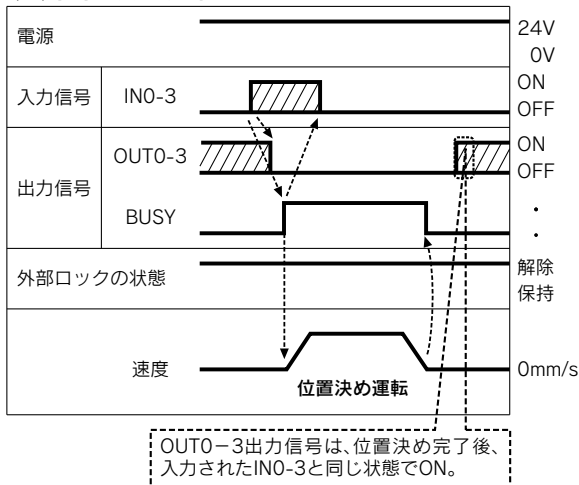 電源
24V
0V
入力信号
IN0-3
ON
OFF
出力信号
OUT0-3
ON
OFF
BUSY
・
・
外部ロックの状態
解除
保持
速度
位置決め運転
0mm/s
OUT0−3出力信号は、位置決め完了後、
入力されたIN0-3と同じ状態でON。